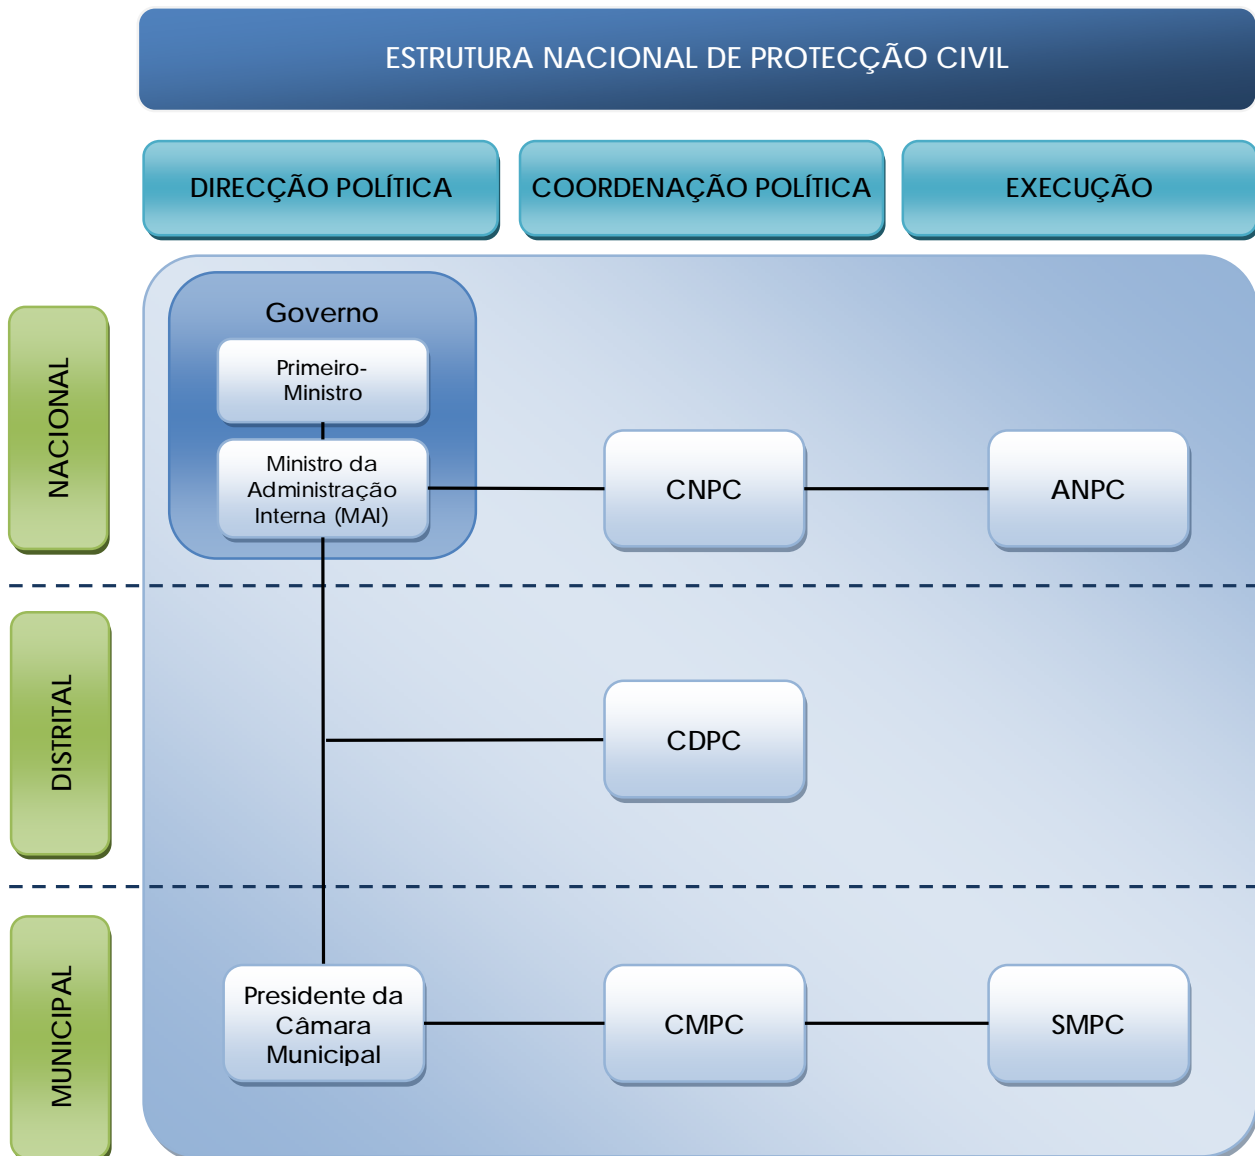 ESTRUTURA NACIONAL DE PROTECÇÃO CIVIL
DIRECÇÃO POLÍTICA
COORDENAÇÃO POLÍTICA
EXECUÇÃO
NACIONAL
Governo
Primeiro-
Ministro
Ministro da
Administração
Interna (MAI)
CNPC
ANPC
DISTRITAL
CDPC
MUNICIPAL
Presidente da
Câmara
Municipal
CMPC
SMPC